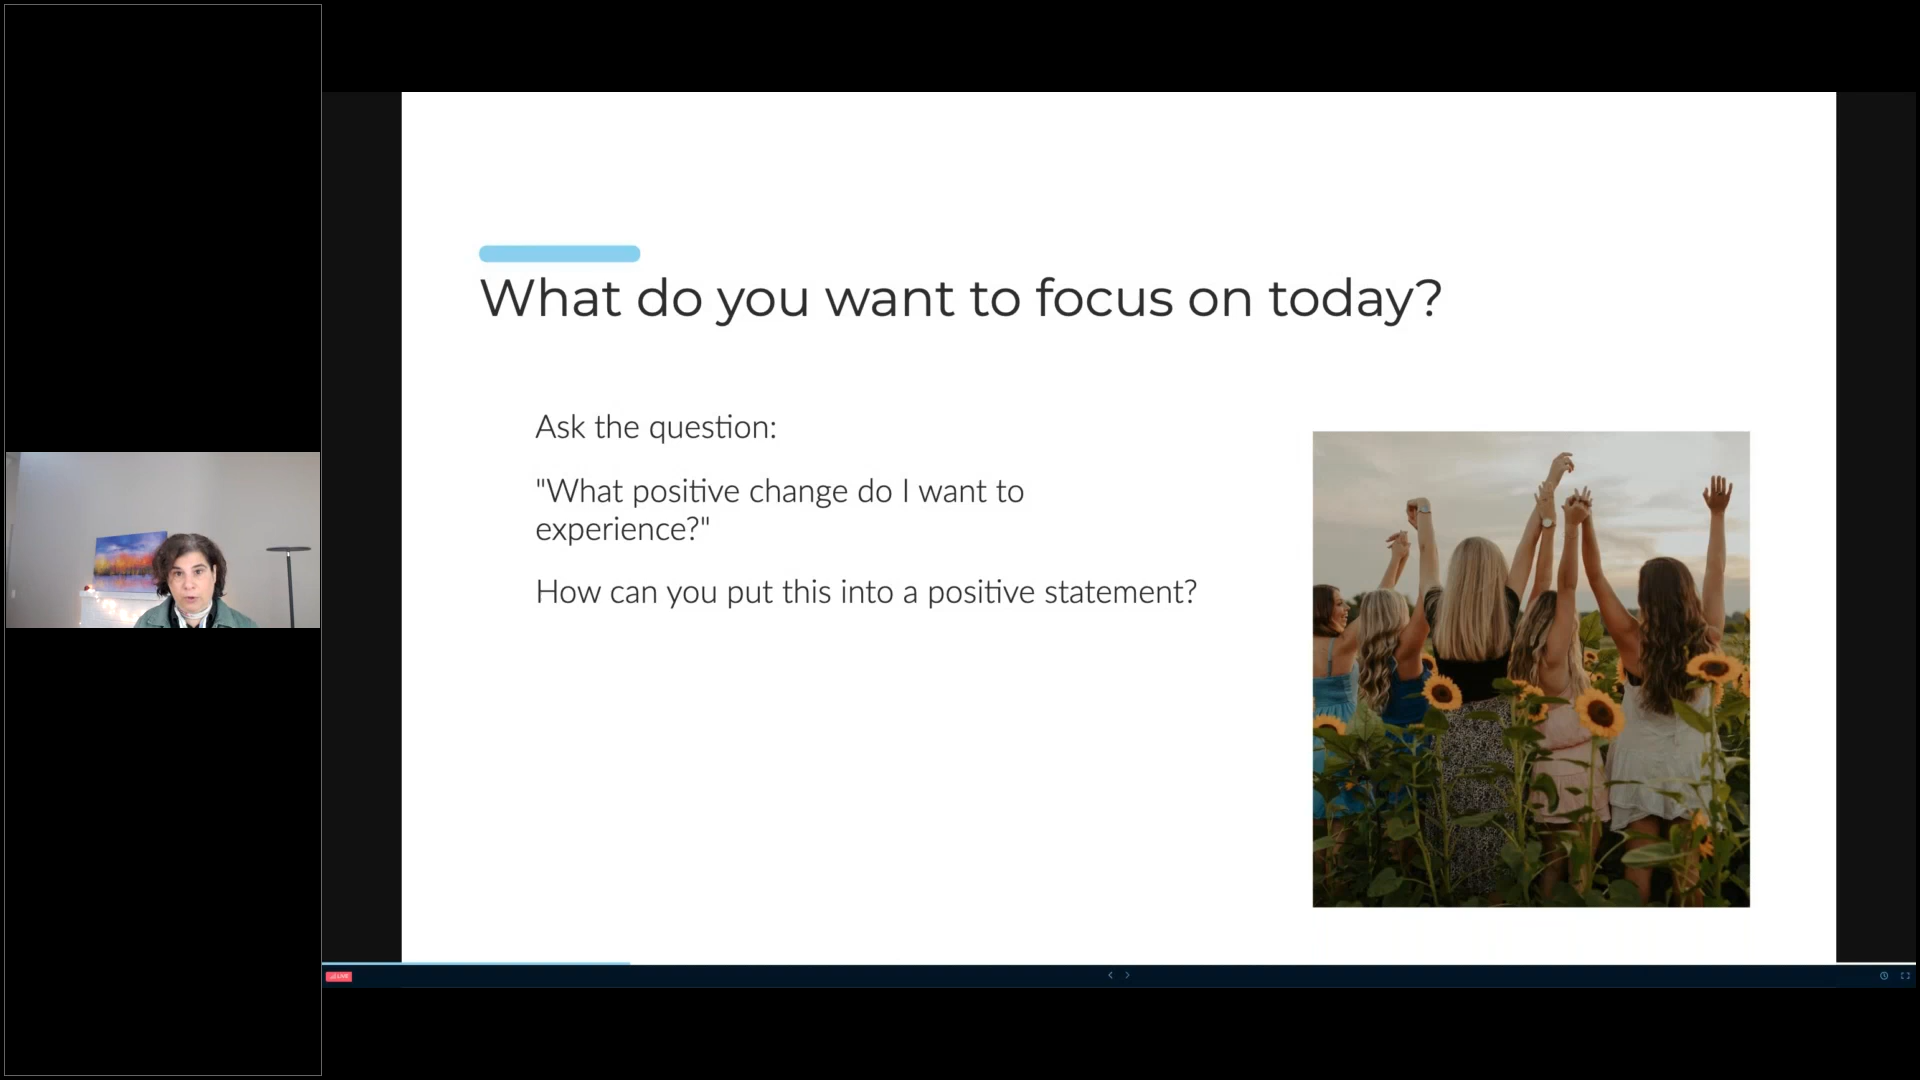 What do you want to focus on today?
Ask the question:
"What positive change do I want to
experience?"
How can you put this into a positive statement?
LIVE